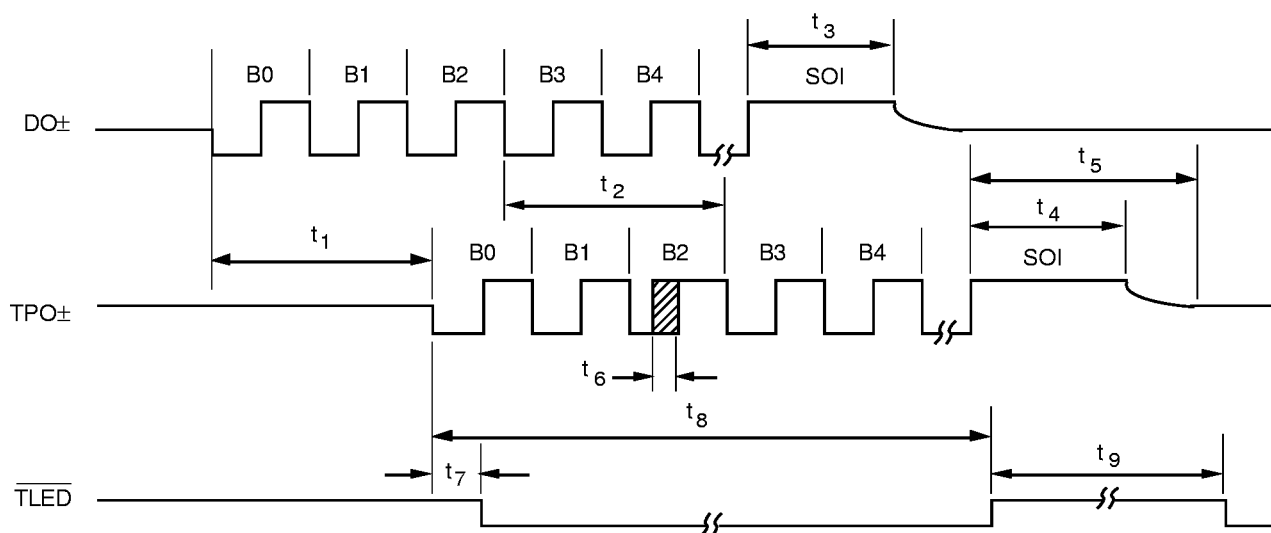 t3
B0 B1 B2 B3 B4 SOI
DO±
t5
t2
t4
t1
B0 B1 B2 B3 B4 SOI
TPO±
t6
t8
t7 t9
TLED